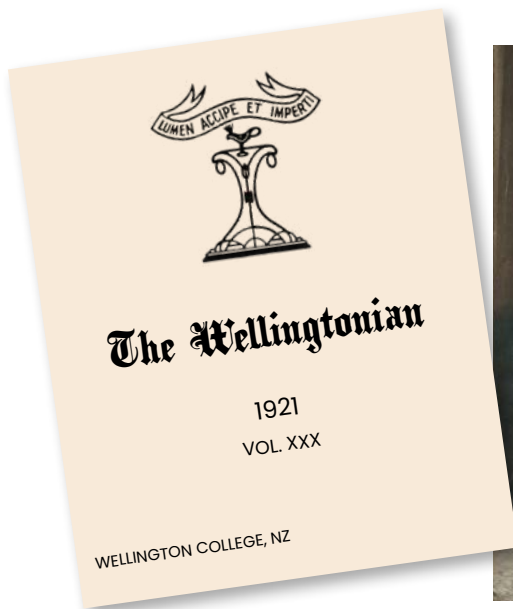 LUMEN ACCIPE ET IMPERTI
The Wellingtonian
1921
VOL. XXX
WELLINGTON COLLEGE, NZ